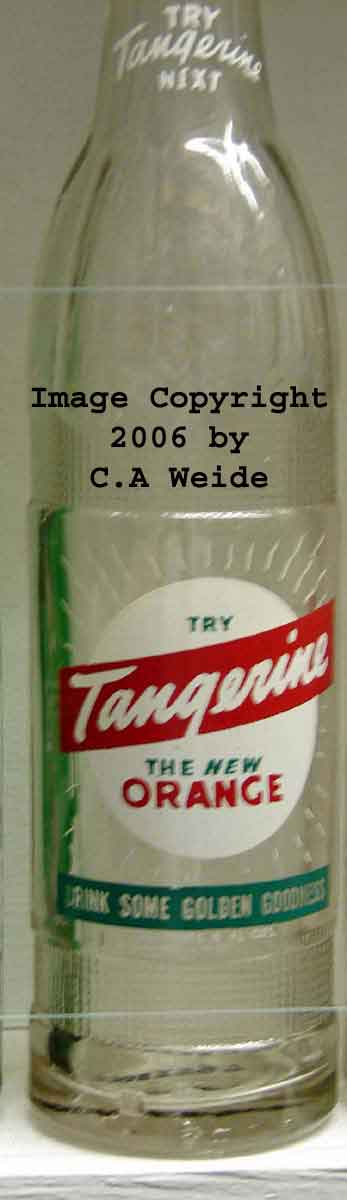 TRY
Tangerine
NEXT
Image Copyright
2006 by
C.A Weide
TRY
Tangerine
THE NEW
ORANGE
DRINK SOME GOLDEN GOODNESS